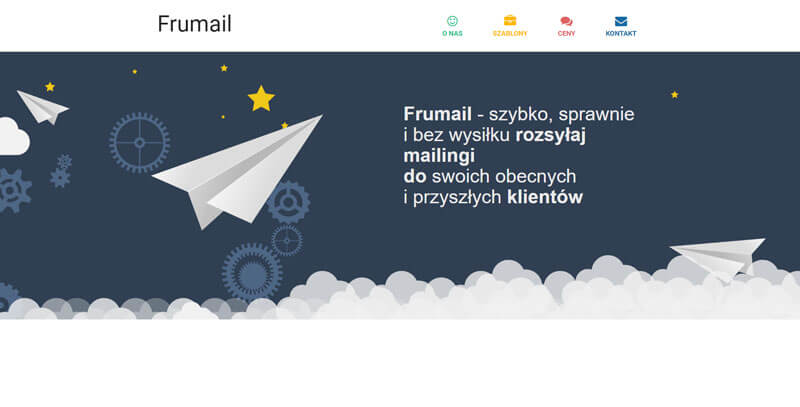 Frumail
O NAS
SZABLONY
CENY
KONTAKT
Frumail - szybko, sprawnie
i bez wysiłku rozsyłaj
mailingi
do swoich obecnych
i przyszłych klientów